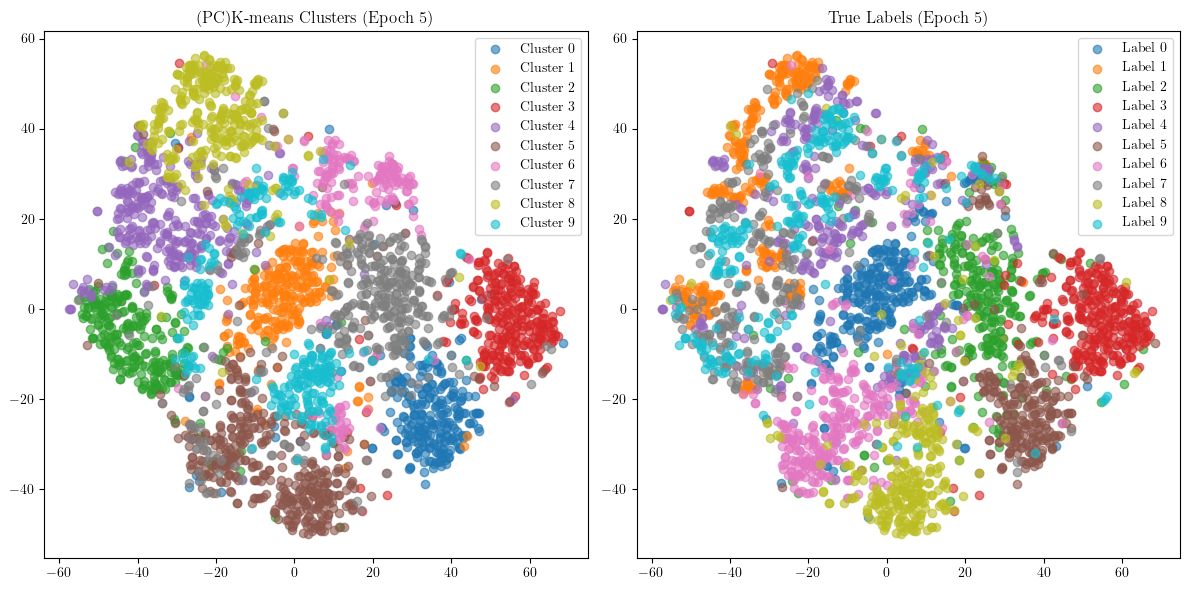 (PC)K-means Clusters (Epoch 5)
60
40
20
0
−20
−40
−60
−40
−20
0
20
40
60
Cluster 0
Cluster 1
Cluster 2
Cluster 3
Cluster 4
Cluster 5
Cluster 6
Cluster 7
Cluster 8
Cluster 9
True Labels (Epoch 5)
60
40
20
0
−20
−40
−60
−40
−20
0
20
40
60
Label 0
Label 1
Label 2
Label 3
Label 4
Label 5
Label 6
Label 7
Label 8
Label 9